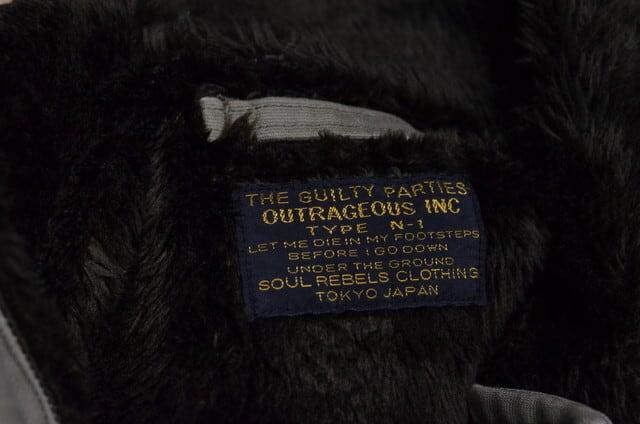 THE GUILTY PARTIES
OUTRAGEOUS INC
TYPE N-1
LET ME DIE IN MY FOOTSTEPS
BEFORE I GO DOWN
UNDER THE GROUND
SOUL REBELS CLOTHING
TOKYO JAPAN